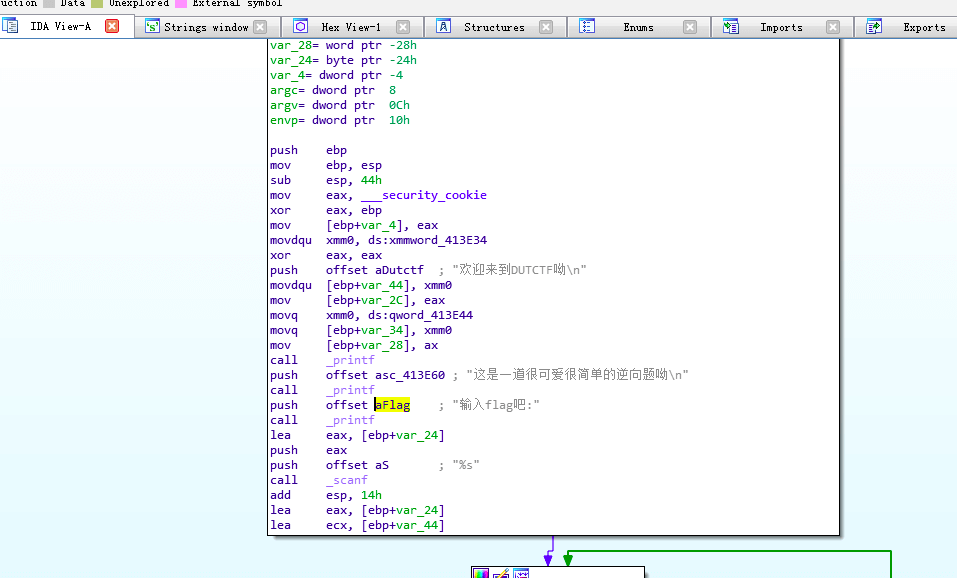 uction Data Unexplored External symbol
IDA View-A Strings window Hex View-1 Structures Enums Imports Exports
var_28= word ptr -28h
var_24= byte ptr -24h
var_4= dword ptr -4
argc= dword ptr  8
argv= dword ptr  0Ch
envp= dword ptr  10h
push    ebp
mov     ebp, esp
sub     esp, 44h
mov     eax, ___security_cookie
xor     eax, ebp
mov     [ebp+var_4], eax
movdqu  xmm0, ds:xmmword_413E34
xor     eax, eax
push    offset aDutctf  ; "欢迎来到DUTCTF呦\n"
movdqu  [ebp+var_44], xmm0
mov     [ebp+var_2C], eax
movq    xmm0, ds:qword_413E44
movq    [ebp+var_34], xmm0
mov     [ebp+var_28], ax
call    _printf
push    offset asc_413E60 ; "这是一道很可爱很简单的逆向题呦\n"
call    _printf
push    offset aFlag    ; "输入flag吧:"
call    _printf
lea     eax, [ebp+var_24]
push    eax
push    offset aS       ; "%s"
call    _scanf
add     esp, 14h
lea     eax, [ebp+var_24]
lea     ecx, [ebp+var_44]